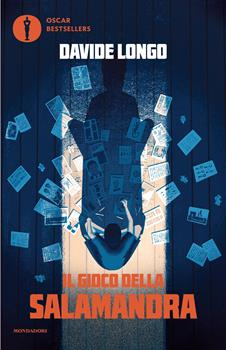 OSCAR
BESTSELLERS
DAVIDE LONGO
IL GIOCO DELLA
SALAMANDRA
MONDADORI